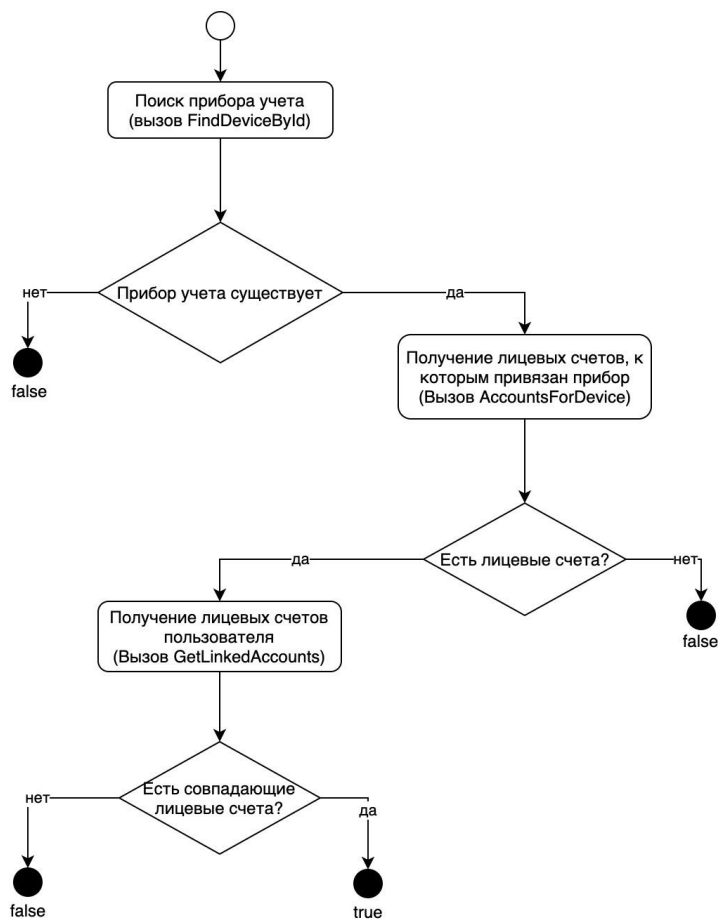 Поиск прибора учета
(вызов FindDeviceById)
Прибор учета существует
нет
да
false
Получение лицевых счетов, к
которым привязан прибор
(Вызов AccountsForDevice)
Есть лицевые счета?
да
нет
false
Получение лицевых счетов
пользователя
(Вызов GetLinkedAccounts)
Есть совпадающие
лицевые счета?
нет
да
false
true